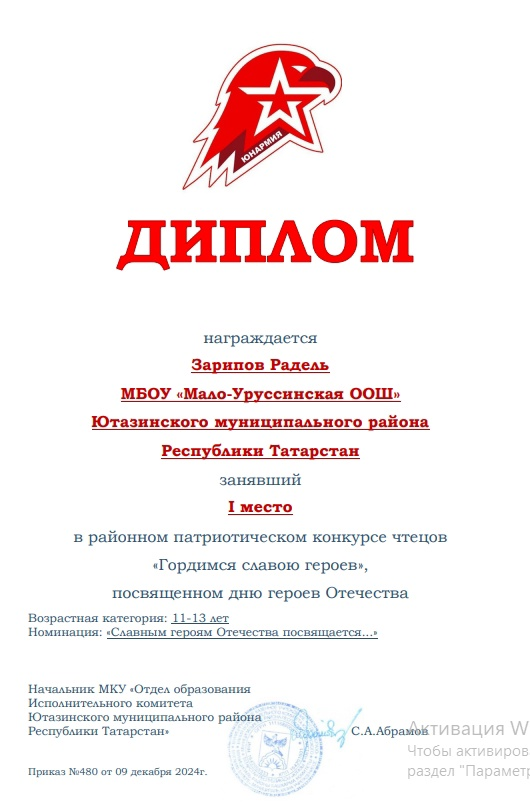 ЮНАРМИЯ
ДИПЛОМ
награждается
Зарипов Радель
МБОУ «Мало-Уруссинская ООШ»
Ютазинского муниципального района
Республики Татарстан
занявший
I место
в районном патриотическом конкурсе чтецов
«Гордимся славою героев»,
посвященном дню героев Отечества
Возрастная категория: 11-13 лет
Номинация: «Славным героям Отечества посвящается...»
Начальник МКУ «Отдел образования
Исполнительного комитета
Ютазинского муниципального района
Республики Татарстан»
С.А.Абрамов
Активация W
Чтобы активиров
раздел "Парамет
Приказ №480 от 09 декабря 2024г.